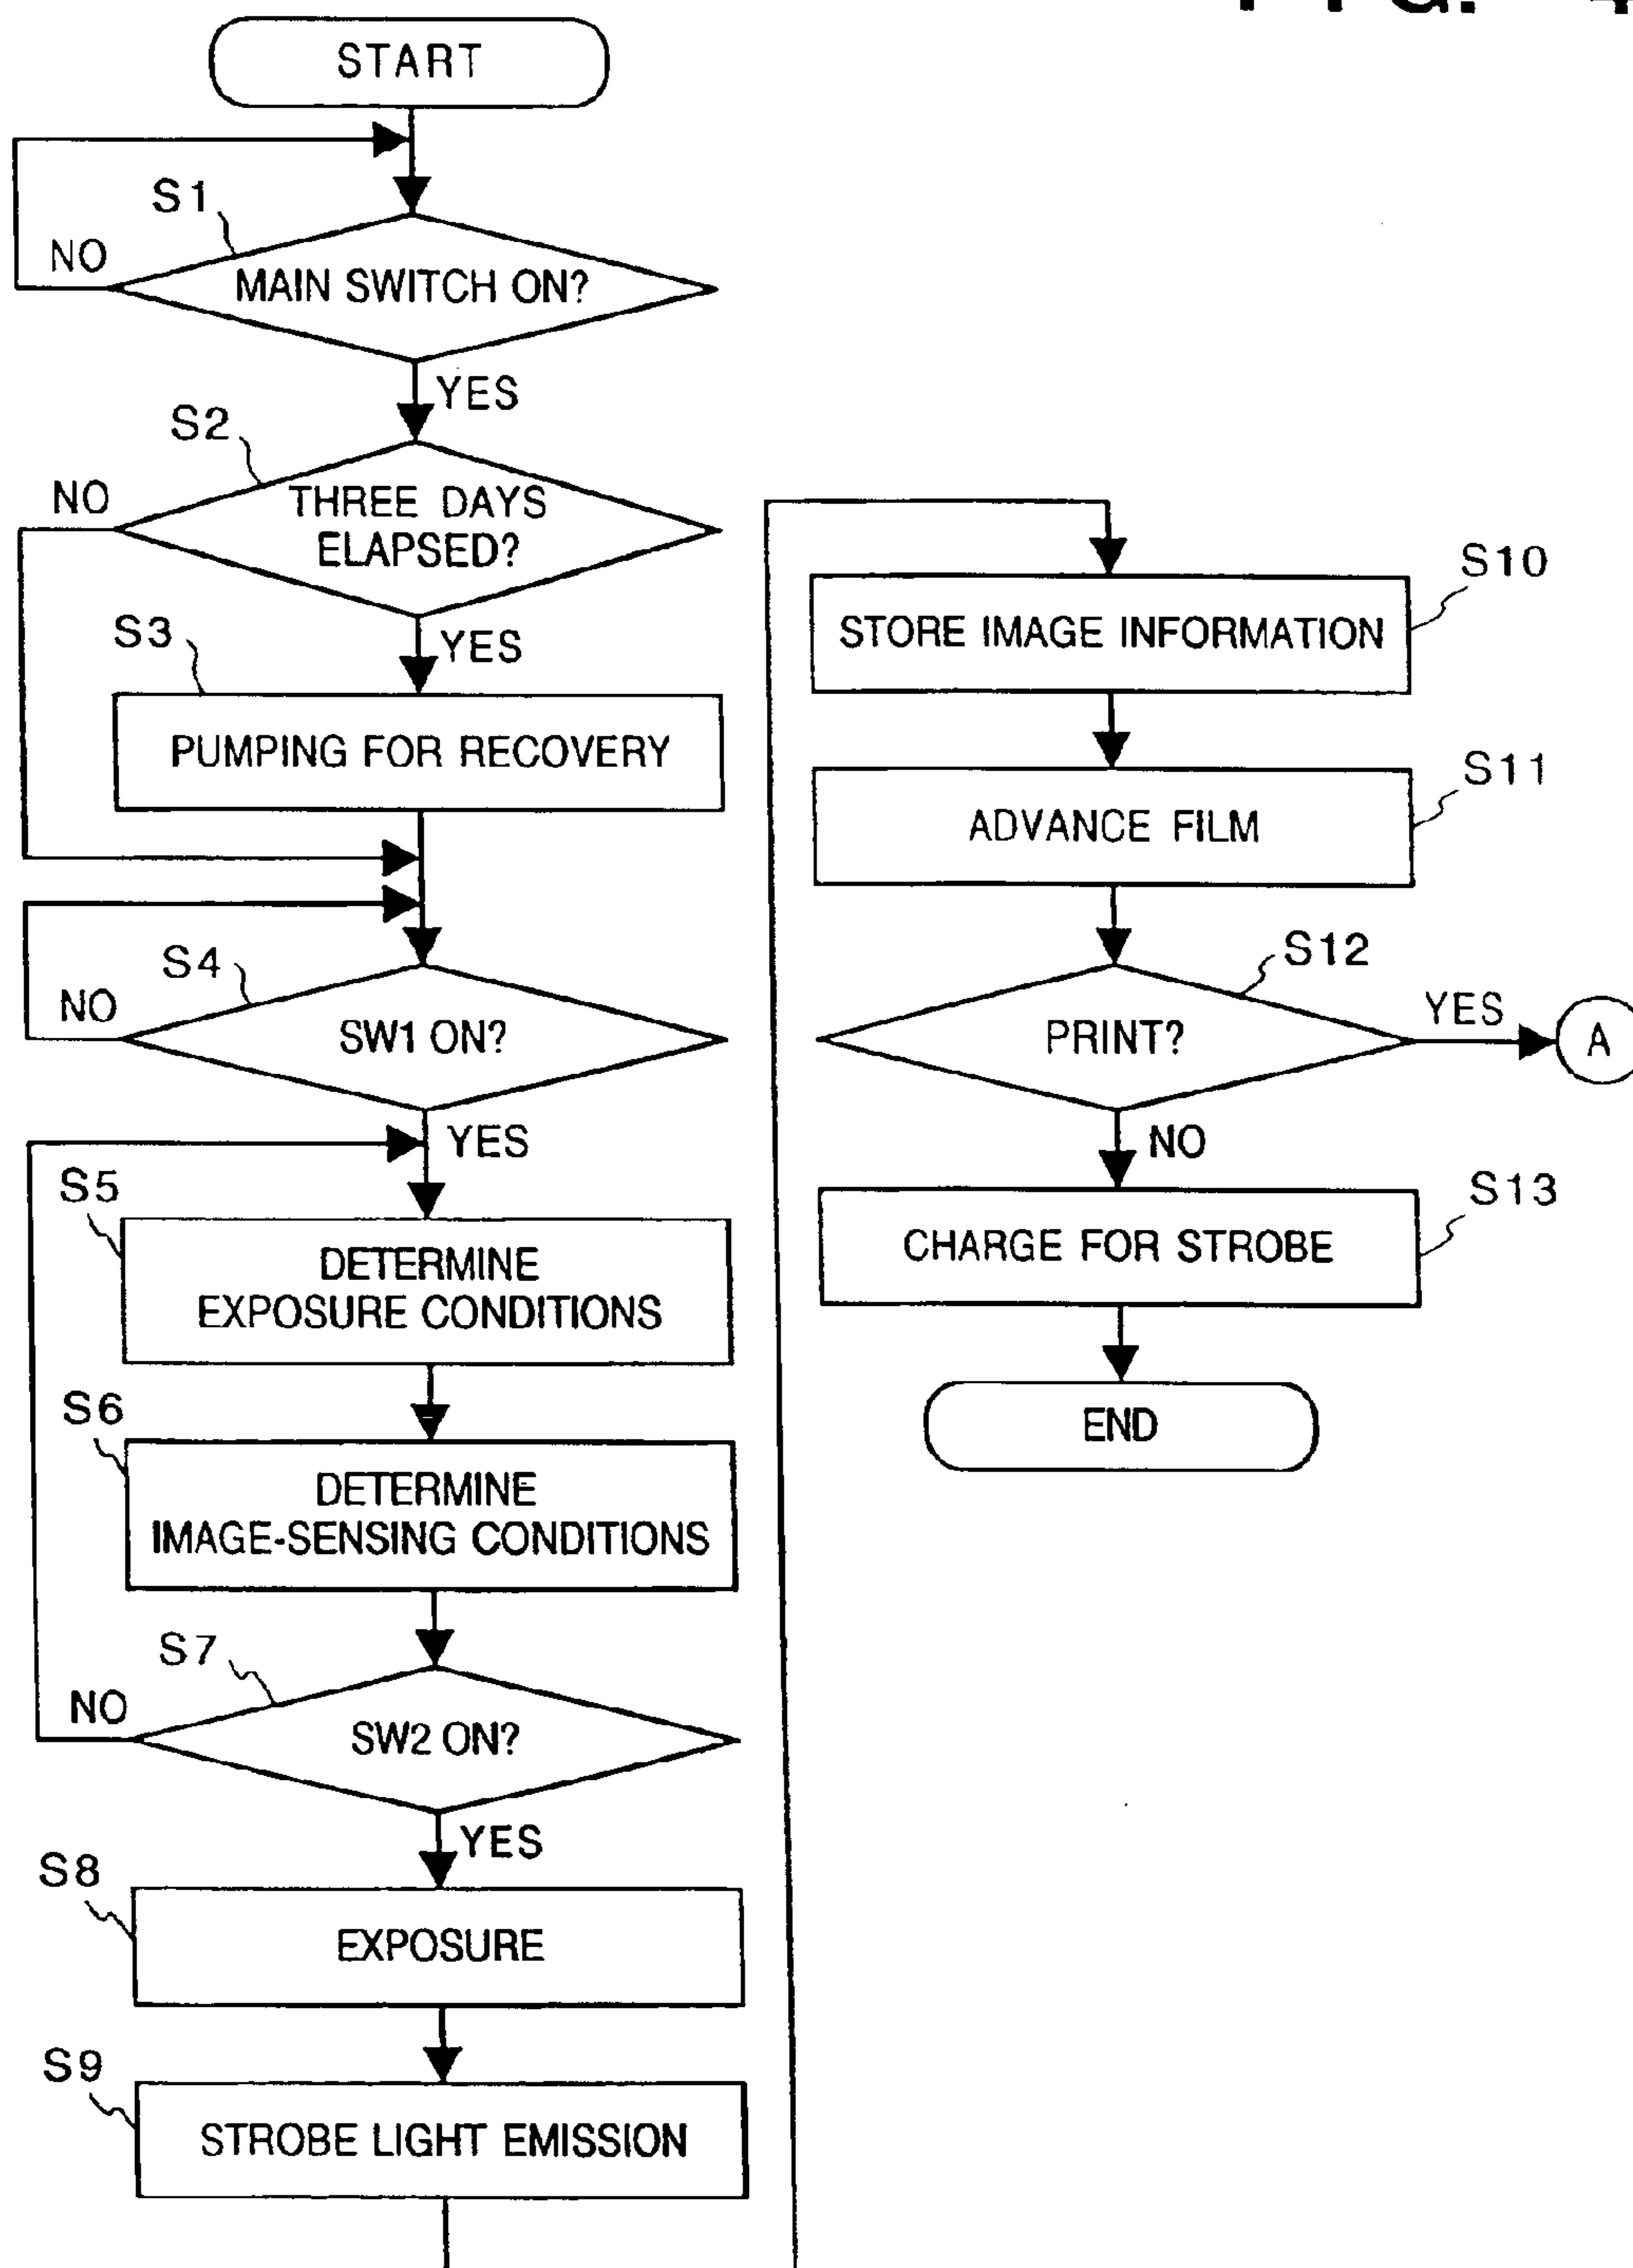 FIG. 4
START
S1
NO
MAIN SWITCH ON?
YES
S2
NO
THREE DAYS
ELAPSED?
YES
S3
PUMPING FOR RECOVERY
S4
NO
SW1 ON?
YES
S5
DETERMINE
EXPOSURE CONDITIONS
S6
DETERMINE
IMAGE-SENSING CONDITIONS
S7
NO
SW2 ON?
YES
S8
EXPOSURE
S9
STROBE LIGHT EMISSION
S10
STORE IMAGE INFORMATION
S11
ADVANCE FILM
S12
PRINT?
YES
A
NO
S13
CHARGE FOR STROBE
END